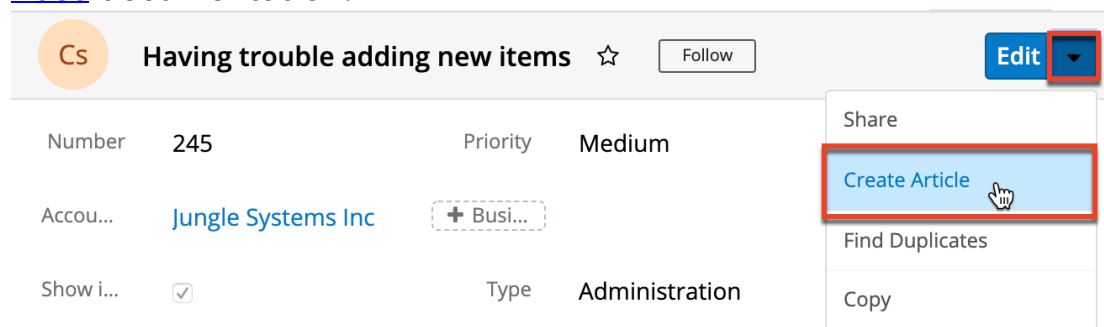 Cs Having trouble adding new items Follow Edit
Share
Number 245 Priority Medium
Create Article
Accou... Jungle Systems Inc + Busi...
Find Duplicates
Show i... Type Administration
Copy